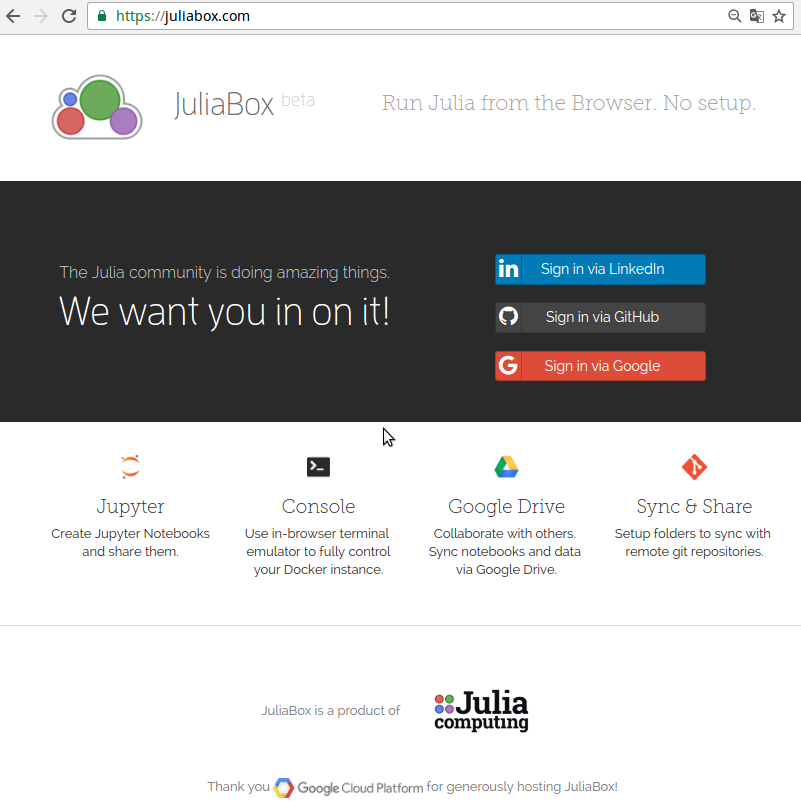 https://juliabox.com
JuliaBox beta
Run Julia from the Browser. No setup.
The Julia community is doing amazing things.
We want you in on it!
Sign in via LinkedIn
Sign in via GitHub
Sign in via Google
Jupyter
Create Jupyter Notebooks
and share them.
Console
Use in-browser terminal
emulator to fully control
your Docker instance.
Google Drive
Collaborate with others.
Sync notebooks and data
via Google Drive.
Sync & Share
Setup folders to sync with
remote git repositories.
JuliaBox is a product of
Julia
computing
Thank you Google Cloud Platform for generously hosting JuliaBox!